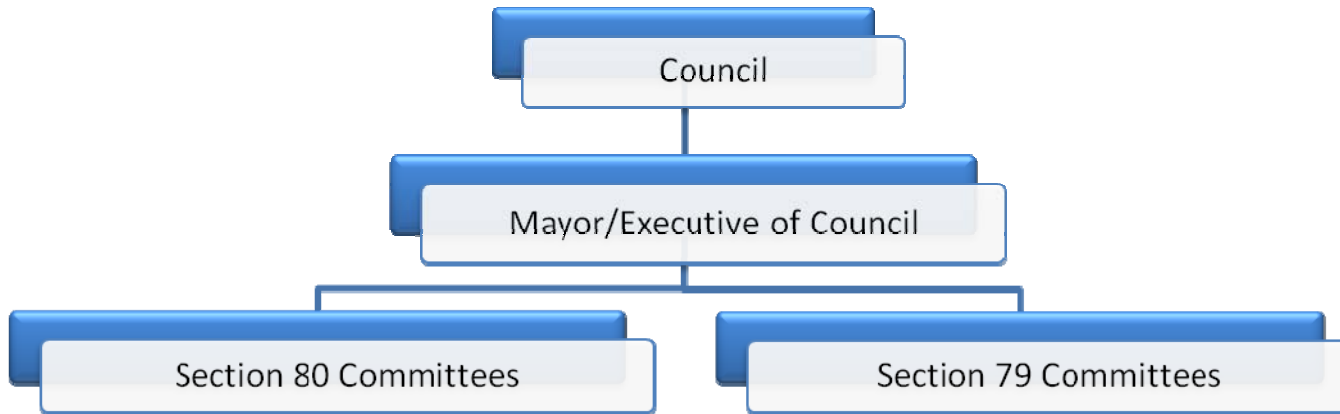 Council
Mayor/Executive of Council
Section 80 Committees
Section 79 Committees